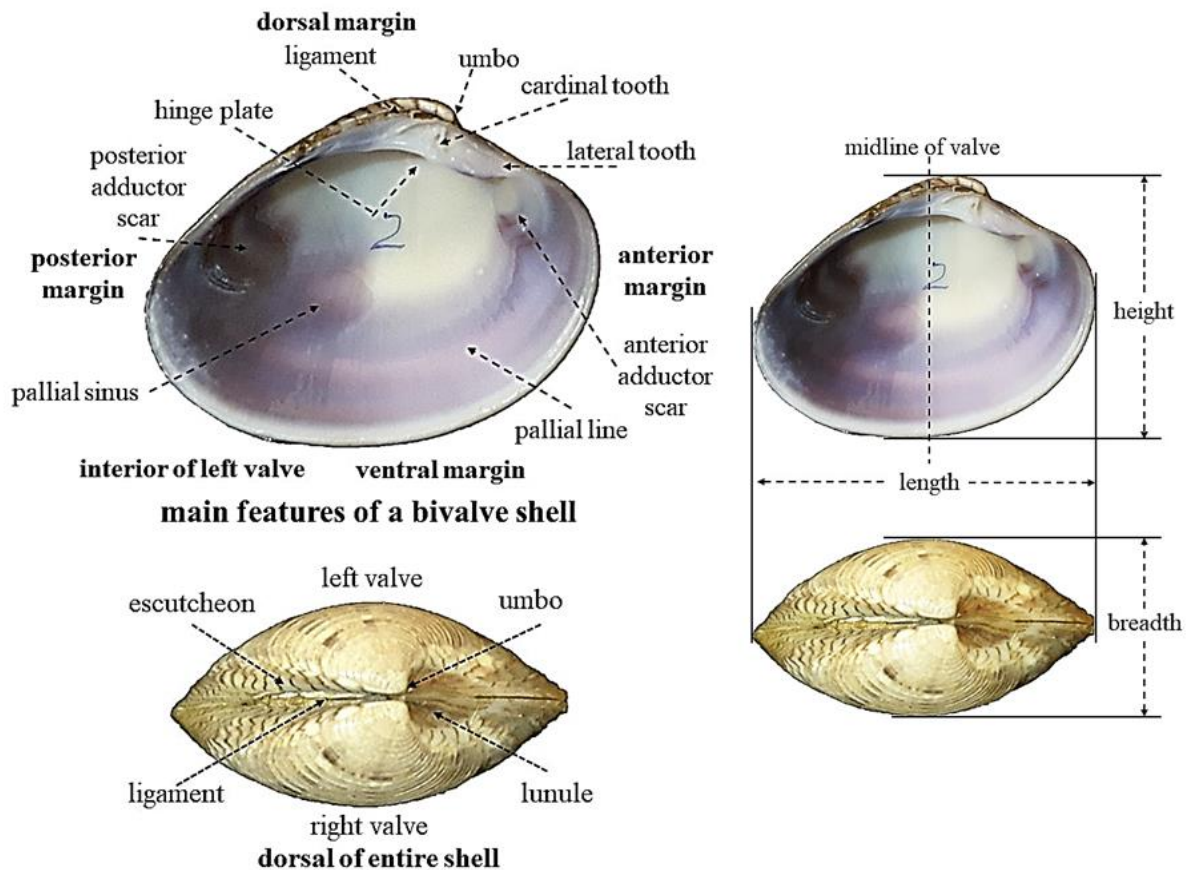 dorsal margin
ligament
umbo
cardinal tooth
hinge plate
lateral tooth
posterior
adductor
scar
posterior
margin
2
anterior
margin
anterior
adductor
scar
pallial sinus
pallial line
interior of left valve
ventral margin
main features of a bivalve shell
left valve
escutcheon
umbo
ligament
lunule
right valve
dorsal of entire shell
midline of valve
2
height
length
breadth